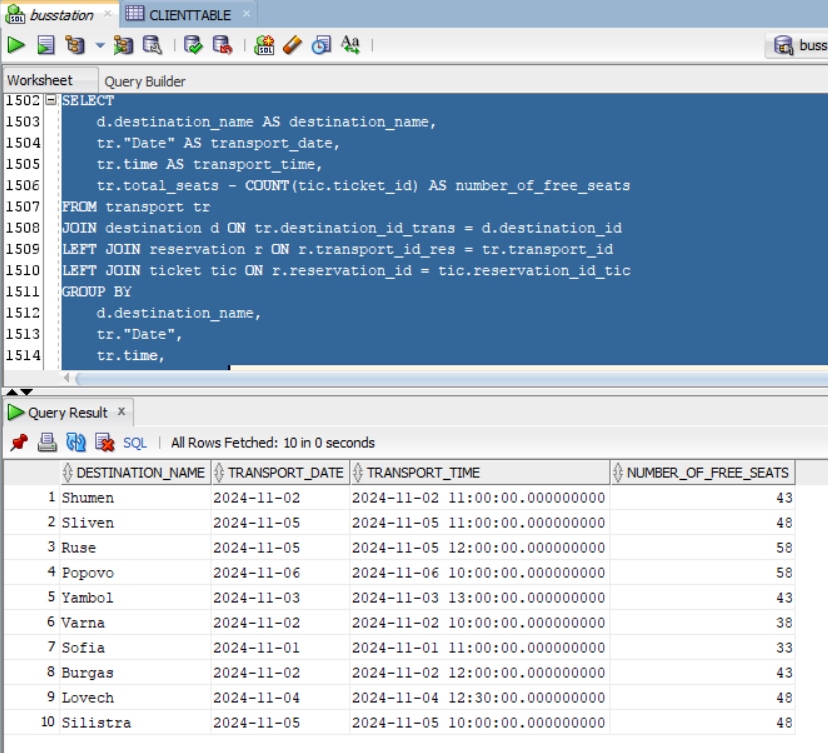 busstation × CLIENTTABLE ×
SQL Aa buss
Worksheet Query Builder
1502 SELECT
1503 d.destination_name AS destination_name,
1504 tr."Date" AS transport_date,
1505 tr.time AS transport_time,
1506 tr.total_seats - COUNT(tic.ticket_id) AS number_of_free_seats
1507 FROM transport tr
1508 JOIN destination d ON tr.destination_id_trans = d.destination_id
1509 LEFT JOIN reservation r ON r.transport_id_res = tr.transport_id
1510 LEFT JOIN ticket tic ON r.reservation_id = tic.reservation_id_tic
1511 GROUP BY
1512 d.destination_name,
1513 tr."Date",
1514 tr.time,
Query Result x
SQL | All Rows Fetched: 10 in 0 seconds
DESTINATION_NAME TRANSPORT_DATE TRANSPORT_TIME NUMBER_OF_FREE_SEATS
1 Shumen 2024-11-02 2024-11-02 11:00:00.000000000 43
2 Sliven 2024-11-05 2024-11-05 11:00:00.000000000 48
3 Ruse 2024-11-05 2024-11-05 12:00:00.000000000 58
4 Popovo 2024-11-06 2024-11-06 10:00:00.000000000 58
5 Yambol 2024-11-03 2024-11-03 13:00:00.000000000 43
6 Varna 2024-11-02 2024-11-02 10:00:00.000000000 38
7 Sofia 2024-11-01 2024-11-01 11:00:00.000000000 33
8 Burgas 2024-11-02 2024-11-02 12:00:00.000000000 43
9 Lovech 2024-11-04 2024-11-04 12:30:00.000000000 48
10 Silistra 2024-11-05 2024-11-05 10:00:00.000000000 48